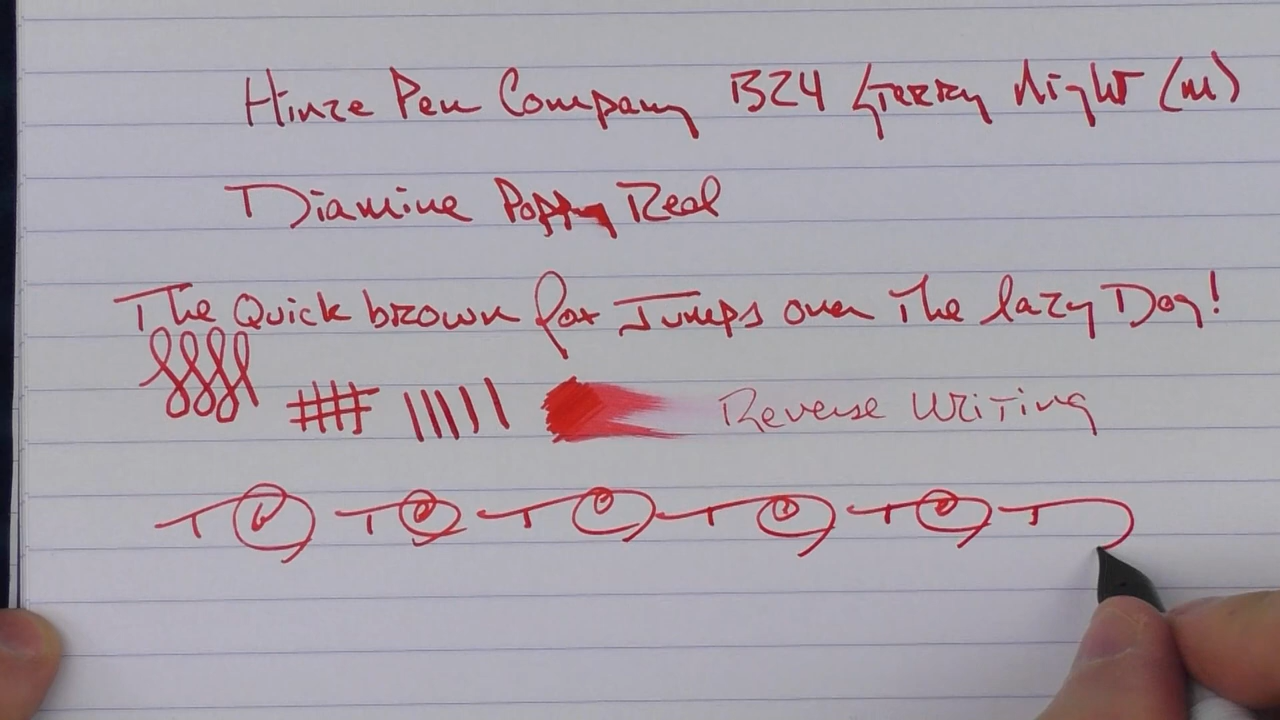 Hinze Pen Company B24 Starry Night (M)
Diamine Poppy Red
The Quick brown fox Jumps over The lazy Dog!
Reverse Writing